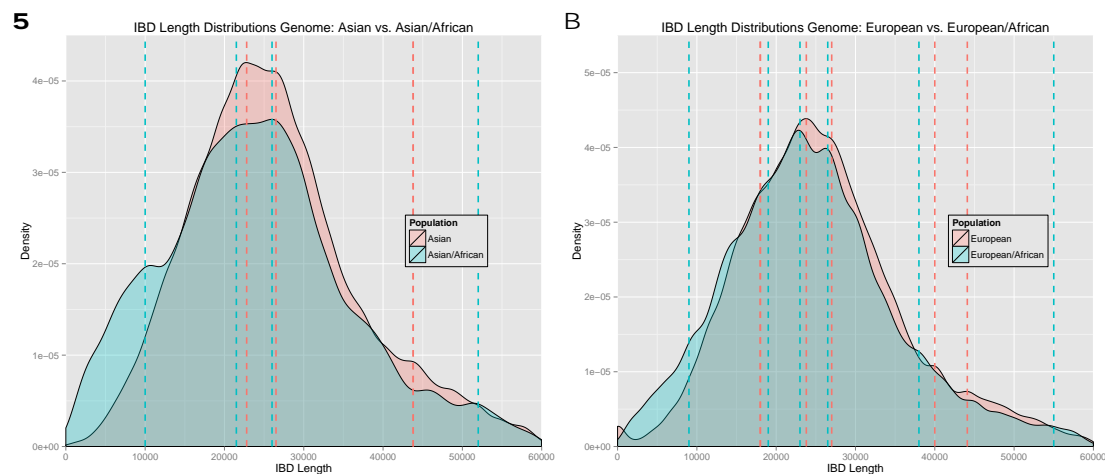 5
IBD Length Distributions Genome: Asian vs. Asian/African
4e−05
3e−05
2e−05
1e−05
0e+00
Density
Population
Asian
Asian/African
0 10000 20000 30000 40000 50000 60000
IBD Length
B
IBD Length Distributions Genome: European vs. European/African
5e−05
4e−05
3e−05
2e−05
1e−05
0e+00
Density
Population
European
European/African
0 10000 20000 30000 40000 50000 60000
IBD Length